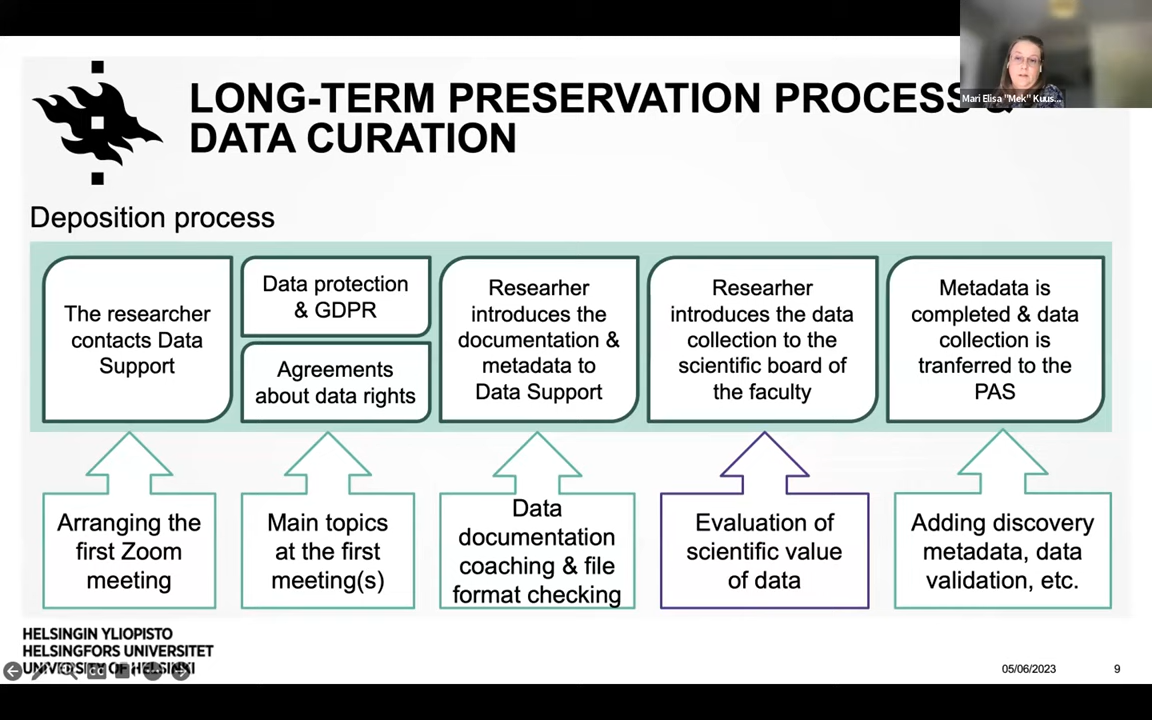 LONG-TERM PRESERVATION PROCESS &
DATA CURATION
Mari Elisa "Mek" Kuus...
Deposition process
The researcher
contacts Data
Support
Data protection
& GDPR
Agreements
about data rights
Researher
introduces the
documentation &
metadata to
Data Support
Researher
introduces the data
collection to the
scientific board of
the faculty
Metadata is
completed & data
collection is
tranferred to the
PAS
Arranging the
first Zoom
meeting
Main topics
at the first
meeting(s)
Data
documentation
coaching & file
format checking
Evaluation of
scientific value
of data
Adding discovery
metadata, data
validation, etc.
HELSINGIN YLIOPISTO
HELSINGFORS UNIVERSITET
UNIVERSITY OF HELSINKI
05/06/2023
9